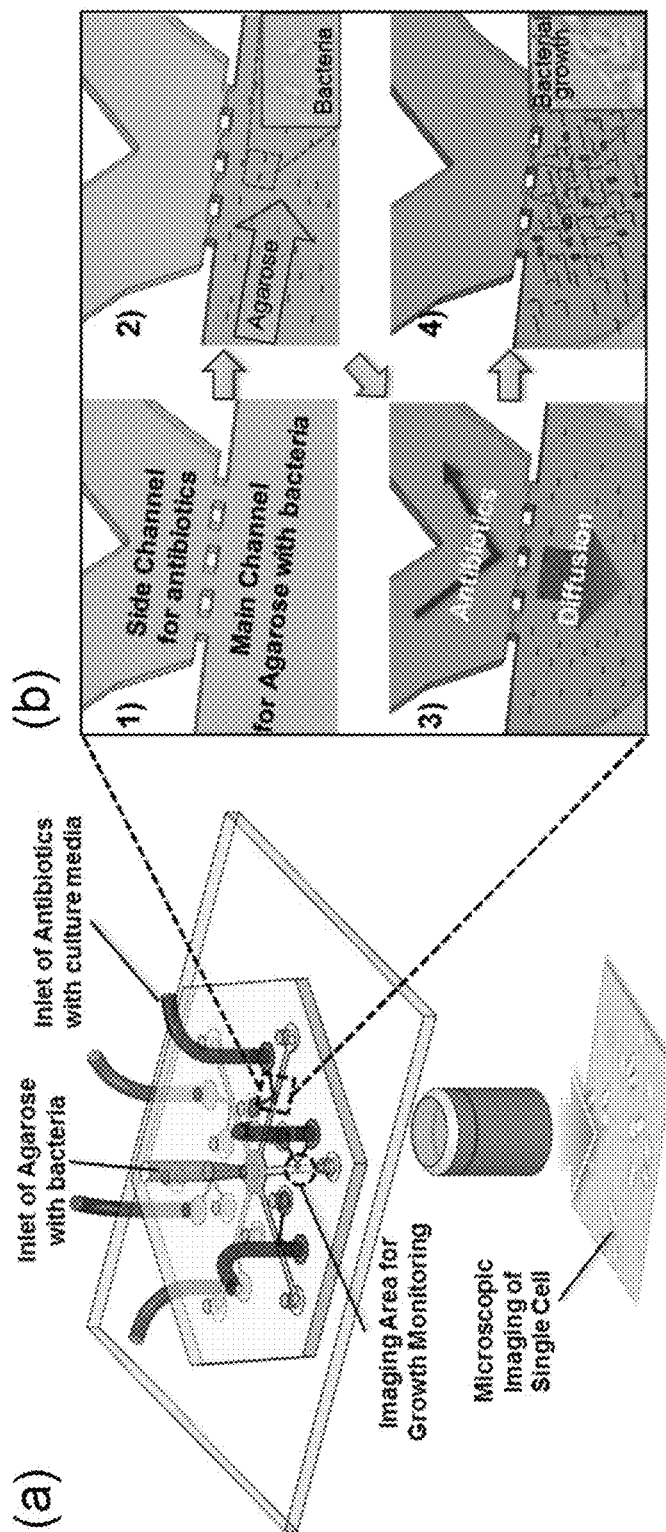 (a)
Inlet of Agarose
with bacteria
Inlet of Antibiotics
with culture media
Imaging Area for
Growth Monitoring
Microscopic
Imaging of
Single Cell
(b)
1)
Side Channel
for antibiotics
Main Channel
for Agarose with bacteria
2)
Agarose
Bacteria
3)
Antibiotics
Diffusion
4)
Bacterial
growth